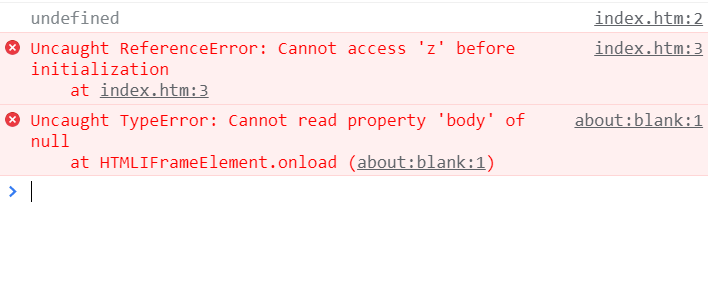 undefined index.htm:2
Uncaught ReferenceError: Cannot access 'z' before index.htm:3
initialization
at index.htm:3
Uncaught TypeError: Cannot read property 'body' of about:blank:1
null
at HTMLIFrameElement.onload (about:blank:1)